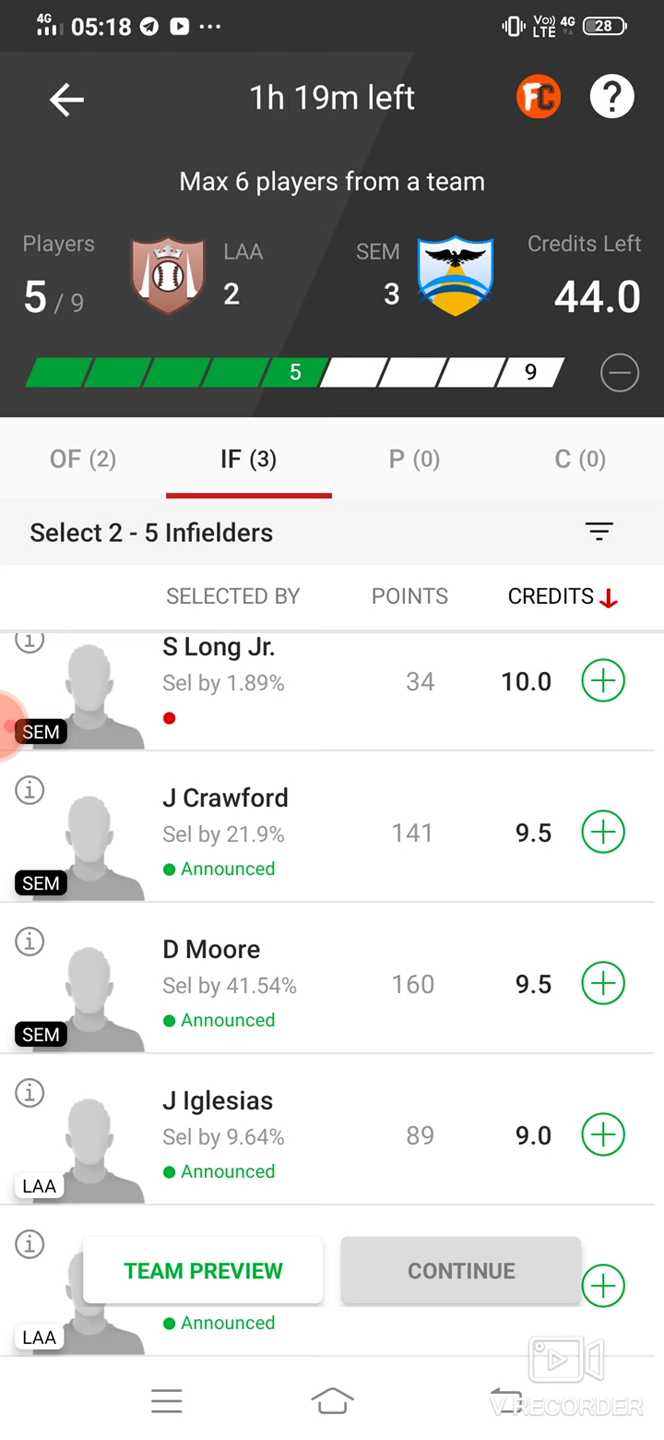 4G 05:18 ... Vo) LTE 4G 28
1h 19m left FC ?
Max 6 players from a team
Players LAA SEM Credits Left
5 / 9 2 3 44.0
5 9
OF (2) IF (3) P (0) C (0)
Select 2 - 5 Infielders
SELECTED BY POINTS CREDITS
S Long Jr.
Sel by 1.89% 34 10.0
SEM
J Crawford
Sel by 21.9% 141 9.5
Announced
SEM
D Moore
Sel by 41.54% 160 9.5
Announced
SEM
J Iglesias
Sel by 9.64% 89 9.0
Announced
LAA
TEAM PREVIEW CONTINUE
Announced
LAA
V RECORDER